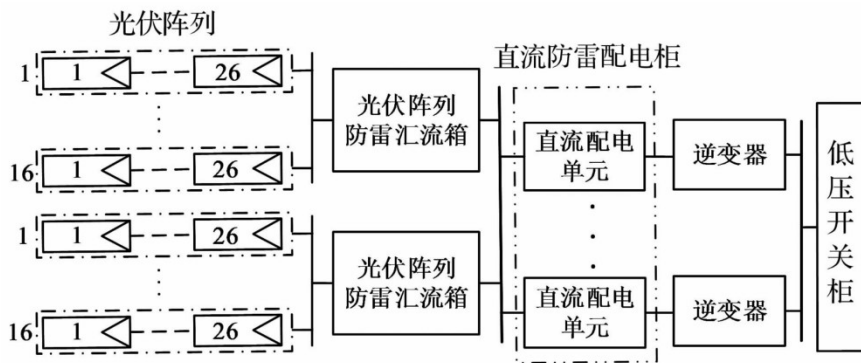 光伏阵列
1 1 26
16 1 26
1 1 26
16 1 26
光伏阵列
防雷汇流箱
光伏阵列
防雷汇流箱
直流防雷配电柜
直流配电
单元
直流配电
单元
逆变器
逆变器
低压开关柜